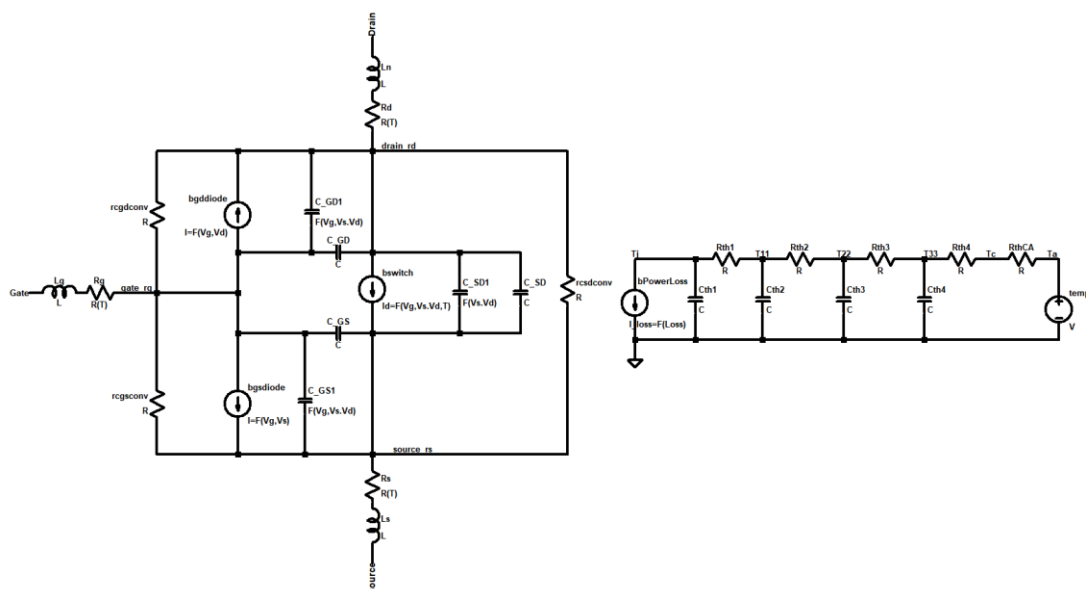 Drain
Ln
L
Rd
R(T)
drain_rd
bgddiode
I=F(Vg,Vd)
rcgdconv
R
C_GD1
F(Vg,Vs.Vd)
C_GD
C
Gate
Lg
L
Rg
R(T)
gate_rg
bswitch
Id=F(Vg,Vs.Vd,T)
C_SD1
F(Vs.Vd)
C_SD
C
rcsdconv
R
C_GS
C
rcgsconv
R
bgsdiode
I=F(Vg,Vs)
C_GS1
F(Vg,Vs.Vd)
source_rs
Rs
R(T)
Ls
L
ource
Tj
Rth1
R
T11
Rth2
R
T22
Rth3
R
T33
Rth4
R
Tc
RthCA
R
Ta
bPowerLoss
I_loss=F(Loss)
Cth1
C
Cth2
C
Cth3
C
Cth4
C
temp
V